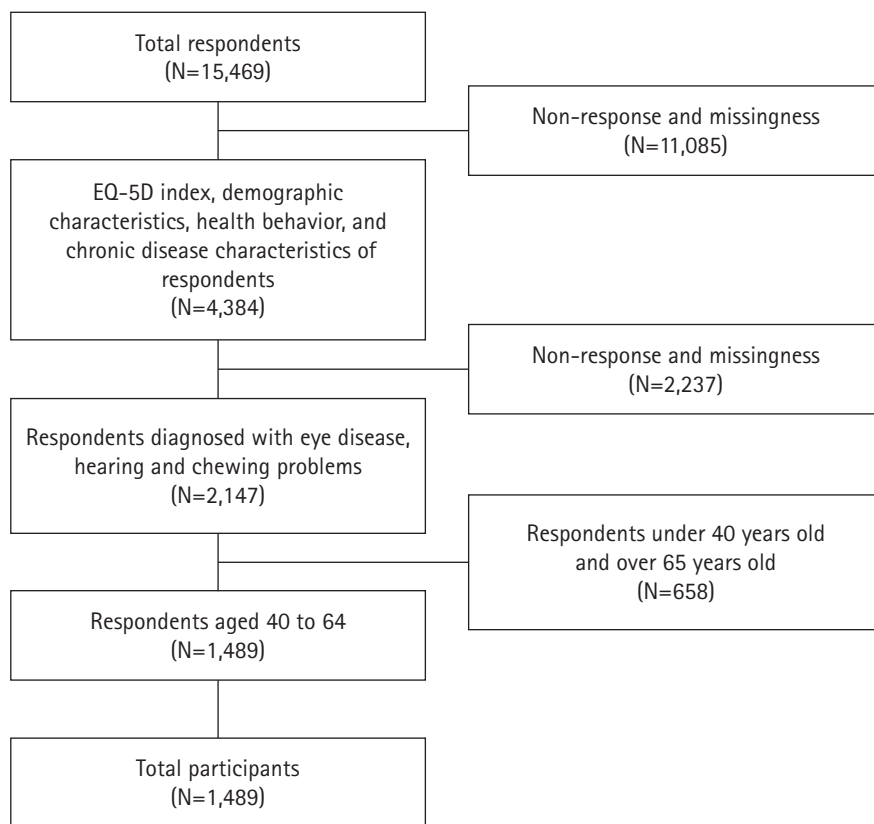 Total respondents
(N=15,469)
Non-response and missingness
(N=11,085)
EQ-5D index, demographic
characteristics, health behavior, and
chronic disease characteristics of
respondents
(N=4,384)
Non-response and missingness
(N=2,237)
Respondents diagnosed with eye disease,
hearing and chewing problems
(N=2,147)
Respondents under 40 years old
and over 65 years old
(N=658)
Respondents aged 40 to 64
(N=1,489)
Total participants
(N=1,489)